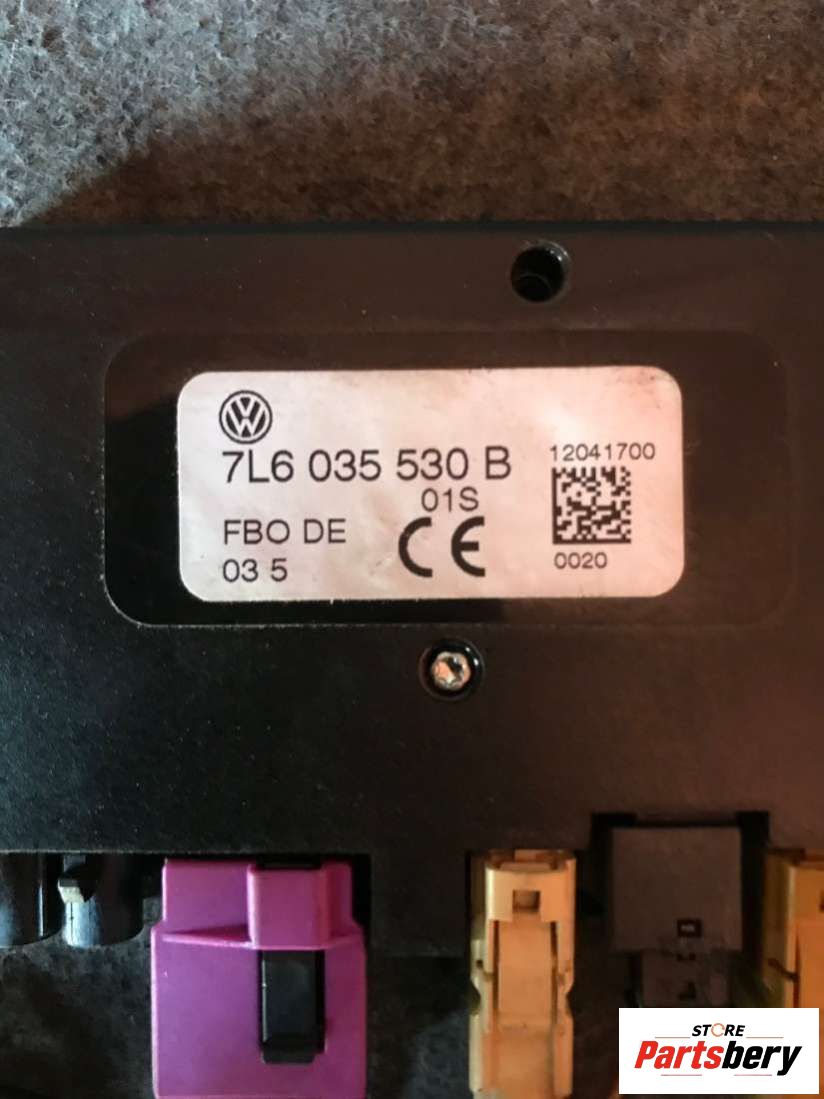 7L6 035 530 B
01S
FBO DE
03 5
CE
12041700
0020
STORE
Partsbery